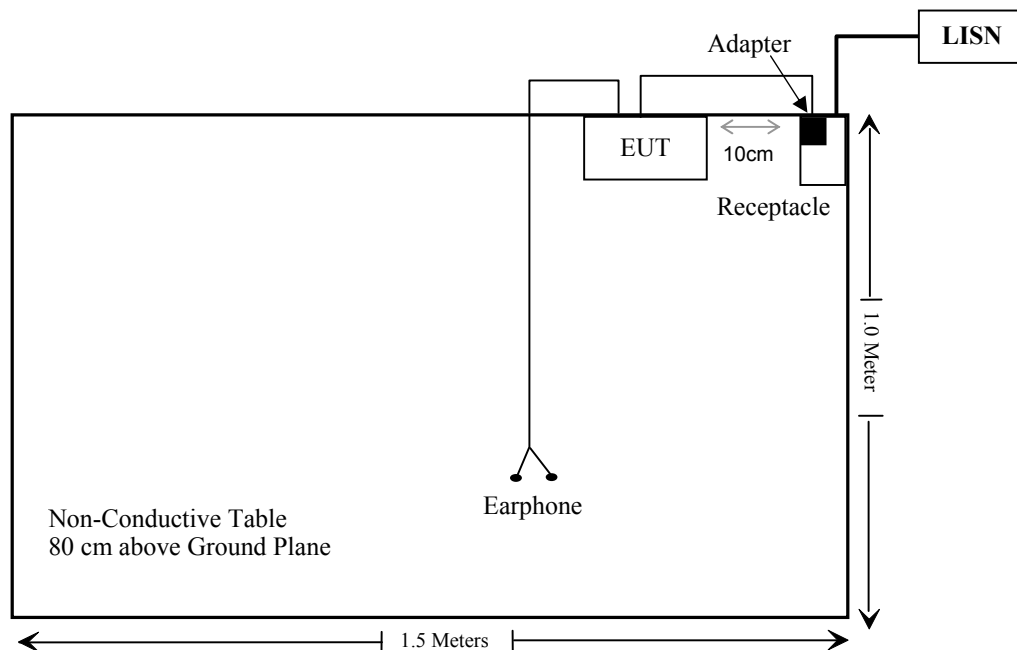 LISN
Adapter
EUT
10cm
Receptacle
1.0 Meter
Earphone
Non-Conductive Table
80 cm above Ground Plane
1.5 Meters